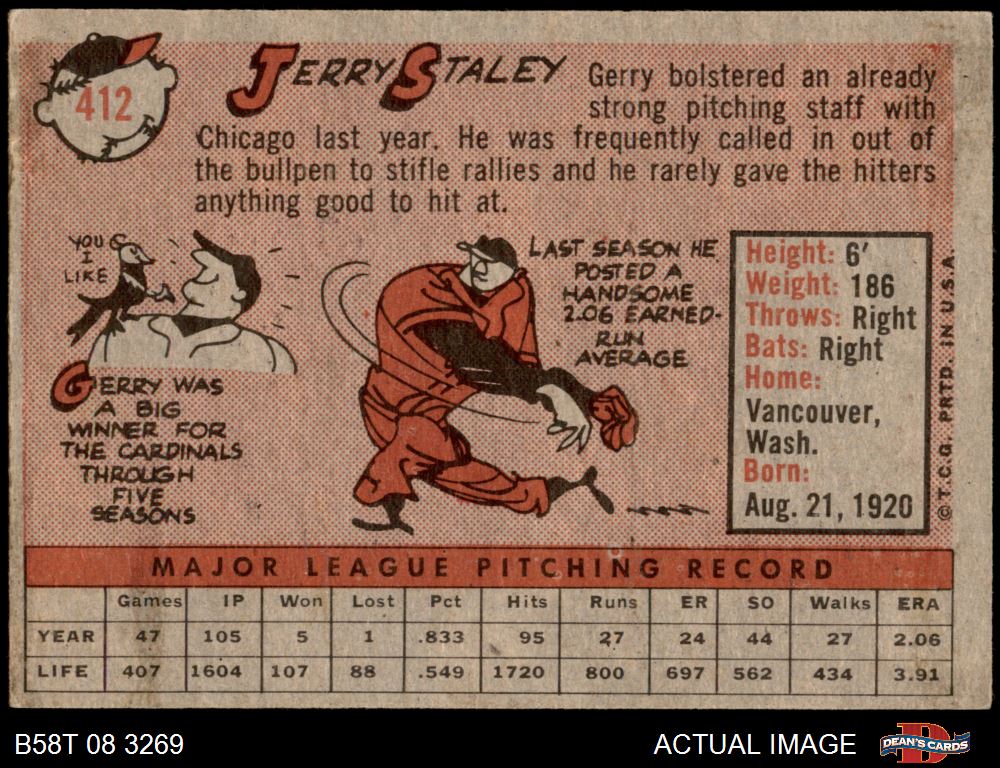 412
JERRY STALEY
Gerry bolstered an already
strong pitching staff with
Chicago last year. He was frequently called in out of
the bullpen to stifle rallies and he rarely gave the hitters
anything good to hit at.
YOU
I
LIKE
GERRY WAS
A BIG
WINNER FOR
THE CARDINALS
THROUGH
FIVE
SEASONS
LAST SEASON HE
POSTED A
HANDSOME
2.06 EARNED-
RUN
AVERAGE
Height: 6'
Weight: 186
Throws: Right
Bats: Right
Home:
Vancouver,
Wash.
Born:
Aug. 21, 1920
©T.C.G. PRTD. IN U.S.A.
MAJOR LEAGUE PITCHING RECORD
Games IP Won Lost Pct Hits Runs ER SO Walks ERA
YEAR 47 105 5 1 .833 95 27 24 44 27 2.06
LIFE 407 1604 107 88 .549 1720 800 697 562 434 3.91
B58T 08 3269
ACTUAL IMAGE
DEAN'S CARDS